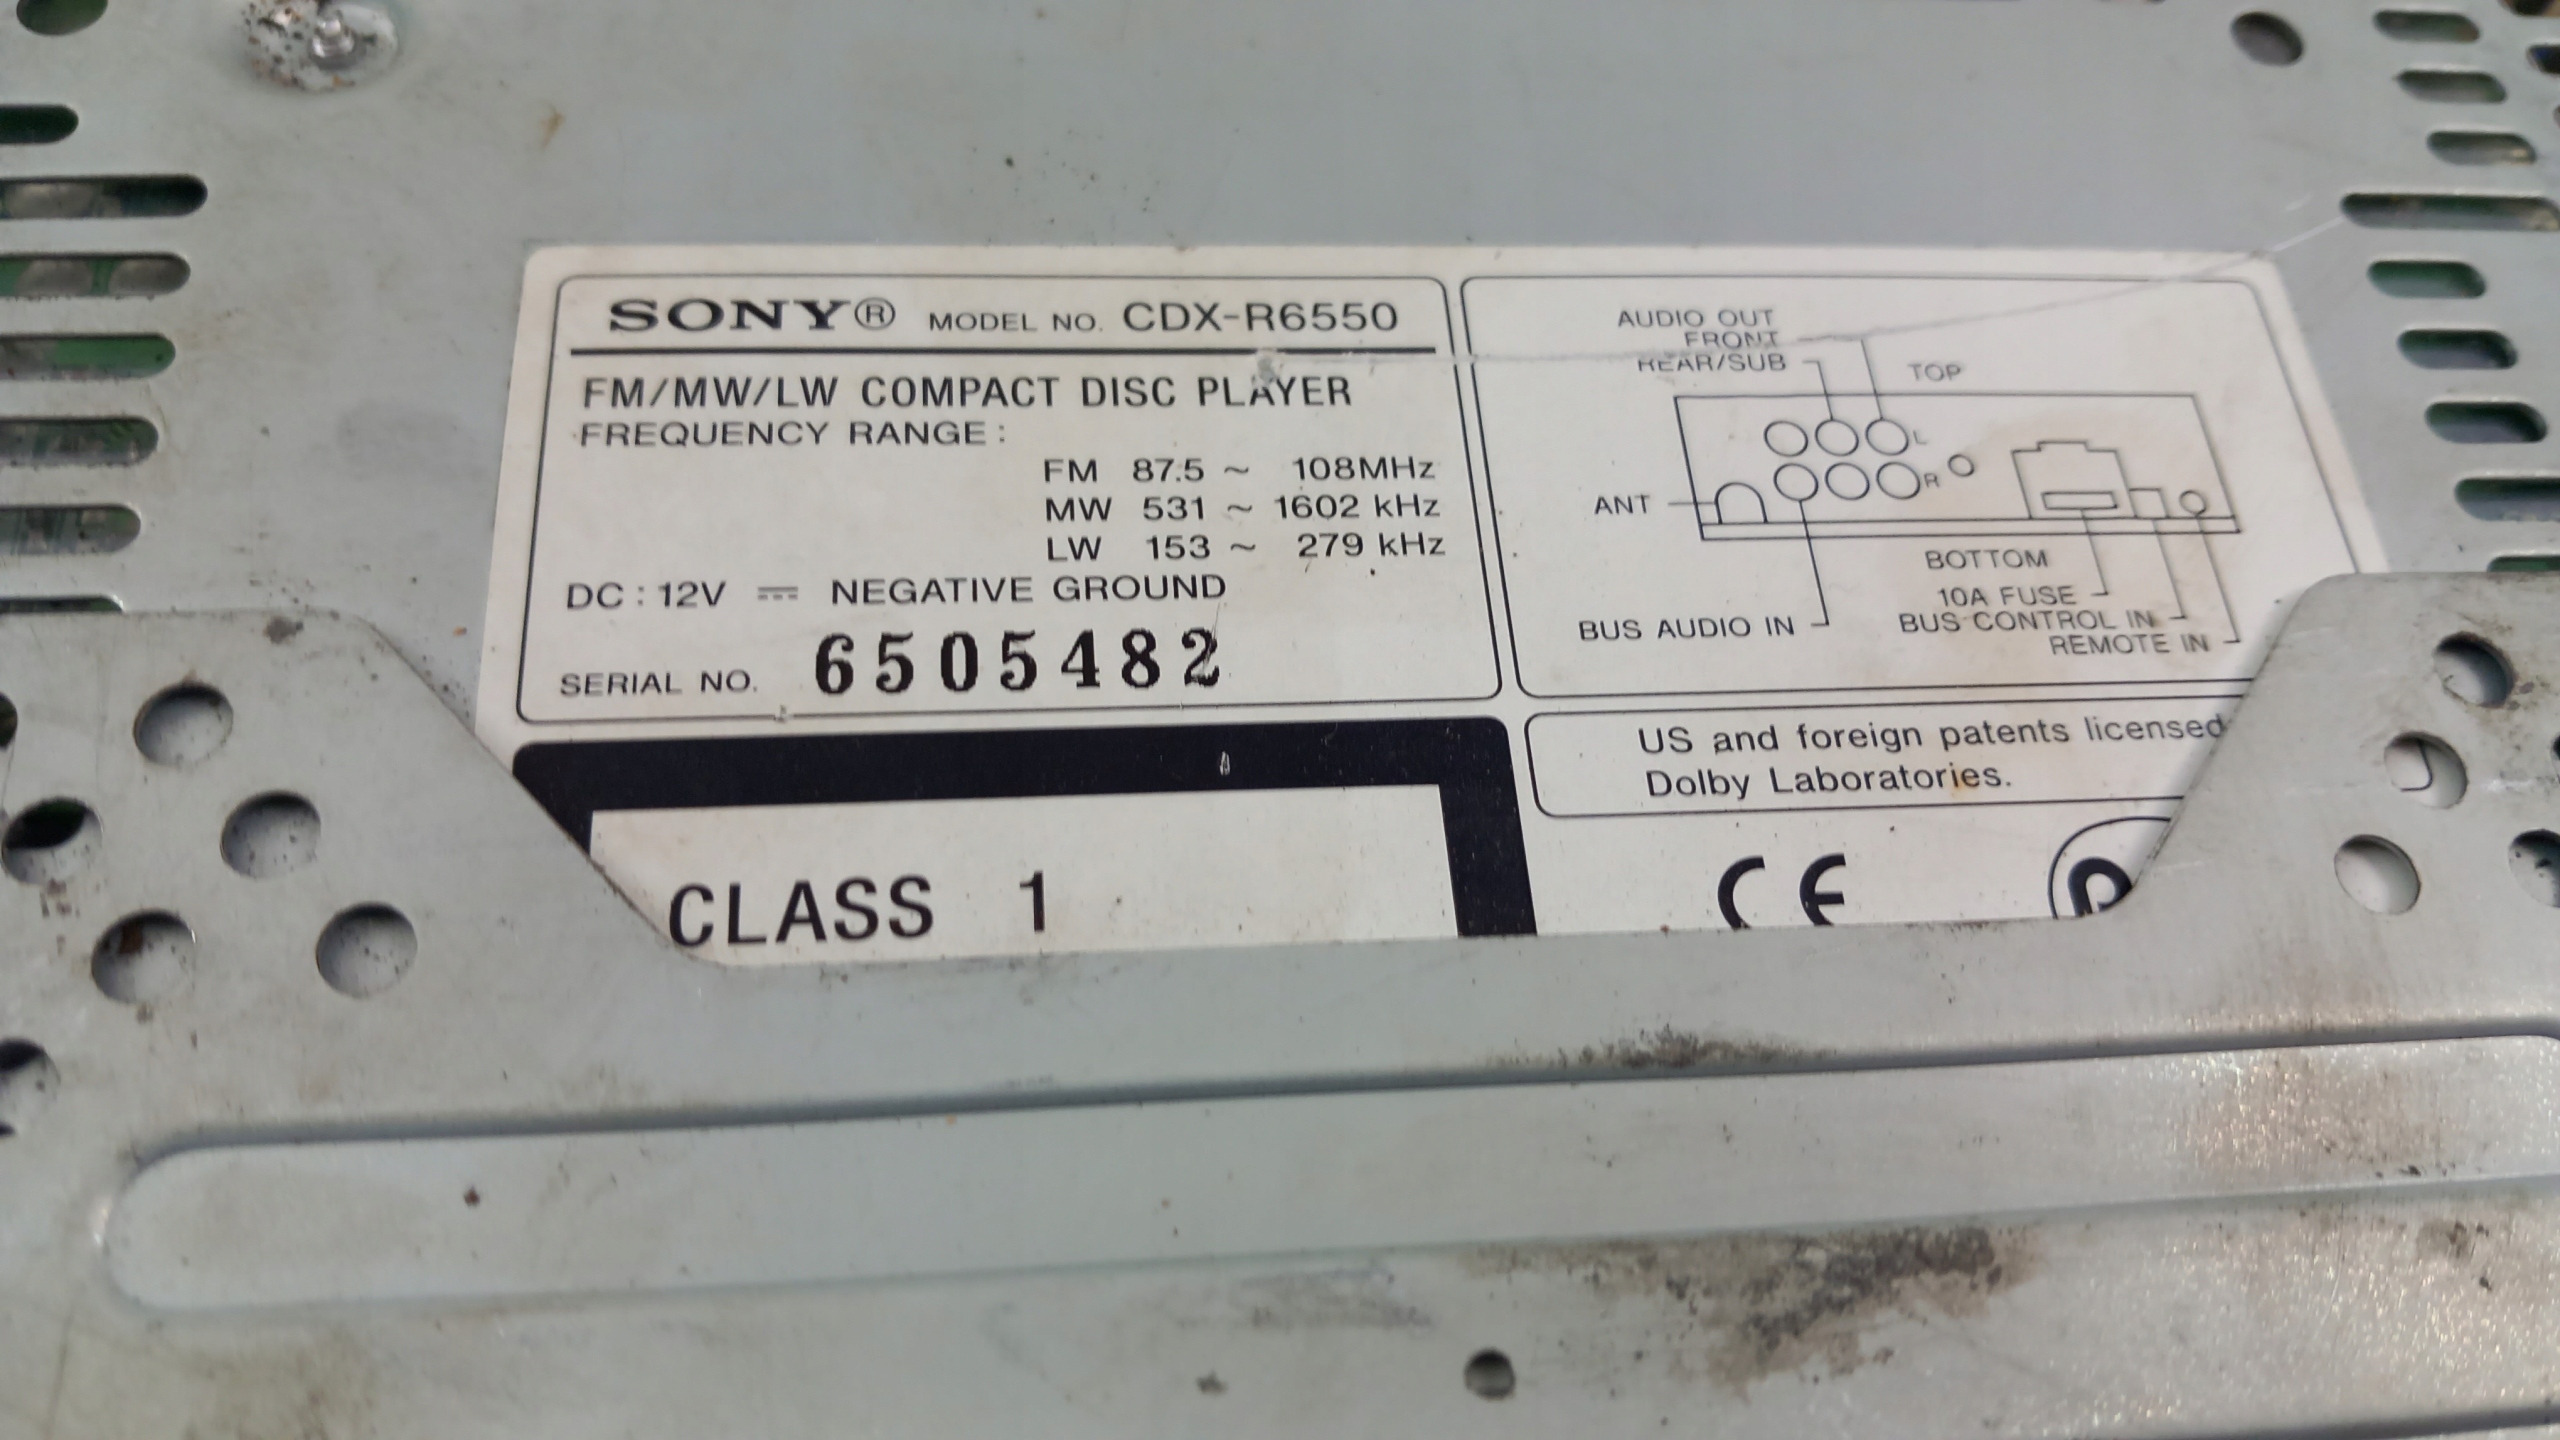 SONY® MODEL NO. CDX-R6550
FM/MW/LW COMPACT DISC PLAYER
FREQUENCY RANGE:
FM 87.5 ~ 108MHz
MW 531 ~ 1602 kHz
LW 153 ~ 279 kHz
DC : 12V ⎓ NEGATIVE GROUND
SERIAL NO. 6505482
CLASS 1
AUDIO OUT
FRONT
REAR/SUB
TOP
L
R
ANT
BOTTOM
10A FUSE
BUS CONTROL IN
REMOTE IN
BUS AUDIO IN
US and foreign patents licensed
Dolby Laboratories.
CE